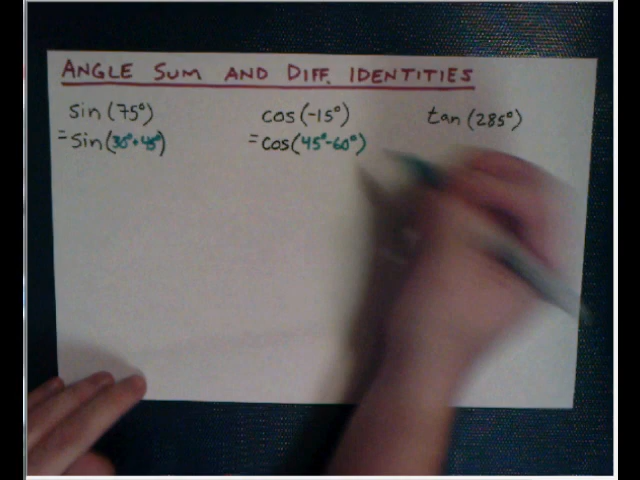 ANGLE SUM AND DIFF. IDENTITIES
sin(75°) cos(-15°) tan(285°)
=sin(30°+45°) =cos(45°-60°)